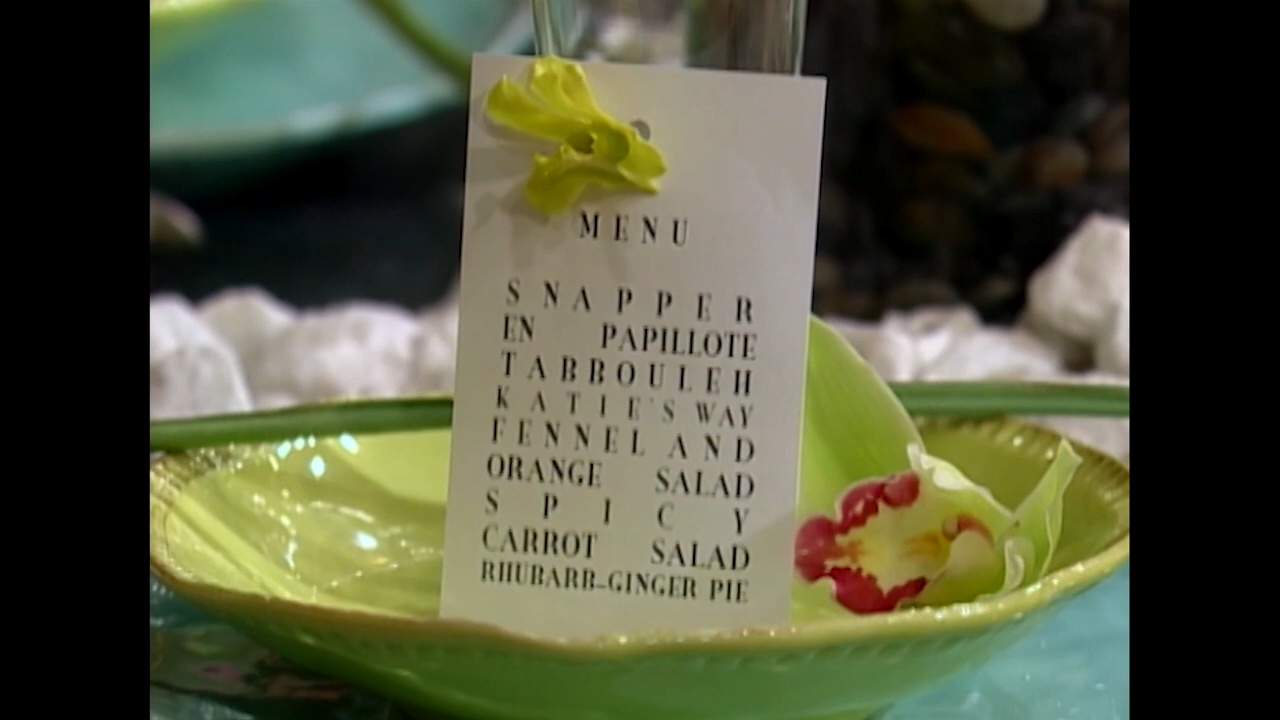 MENU
SNAPPER
EN PAPILLOTE
TABBOULEH
KATIE'S WAY
FENNEL AND
ORANGE SALAD
SPICY
CARROT SALAD
RHUBARB-GINGER PIE